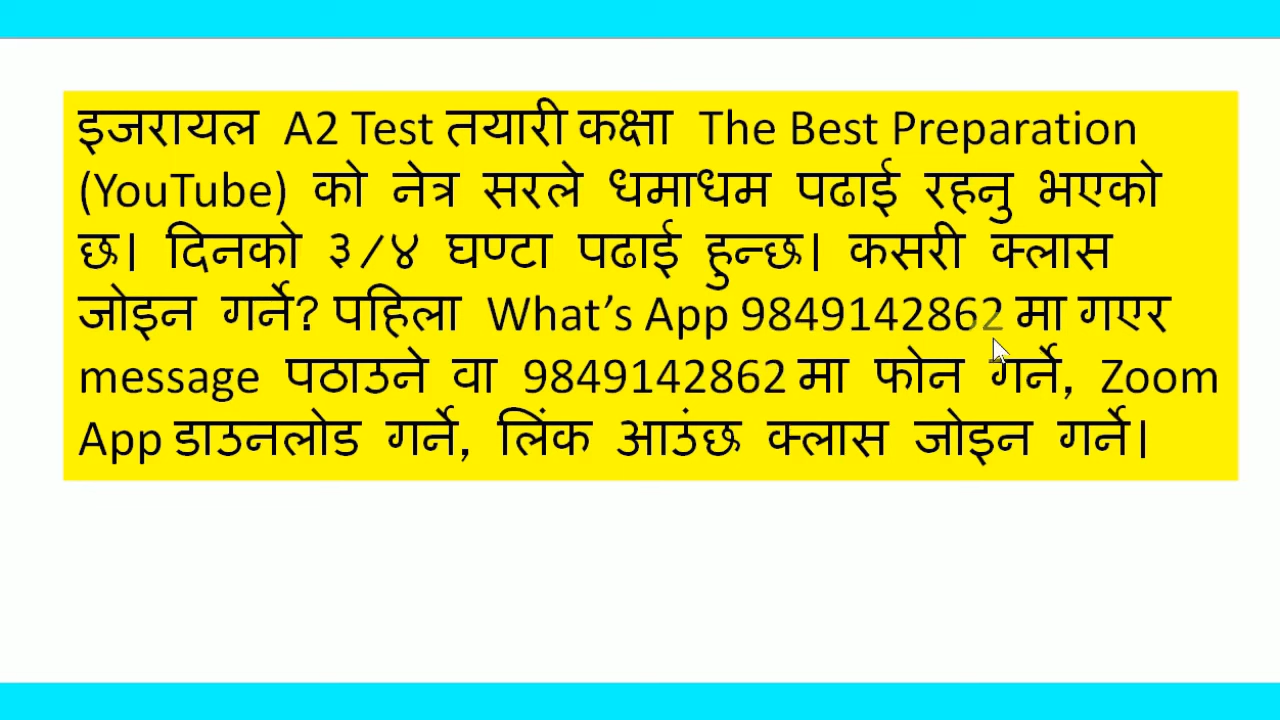 इजरायल A2 Test तयारी कक्षा The Best Preparation
(YouTube) को नेत्र सरले धमाधम पढाई रहनु भएको
छ। दिनको ३/४ घण्टा पढाई हुन्छ। कसरी क्लास
जोइन गर्ने? पहिला What’s App 9849142862 मा गएर
message पठाउने वा 9849142862 मा फोन गर्ने, Zoom
App डाउनलोड गर्ने, लिंक आउंछ क्लास जोइन गर्ने।